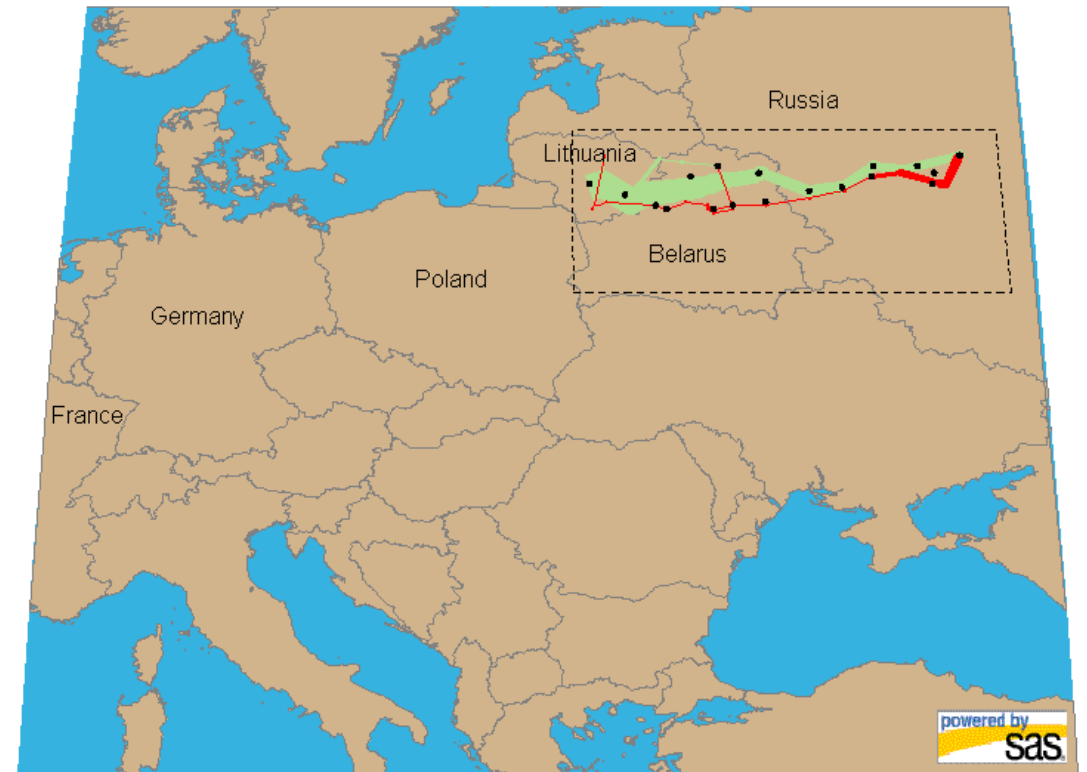 Russia
Lithuania
Belarus
Poland
Germany
France
powered by
sas